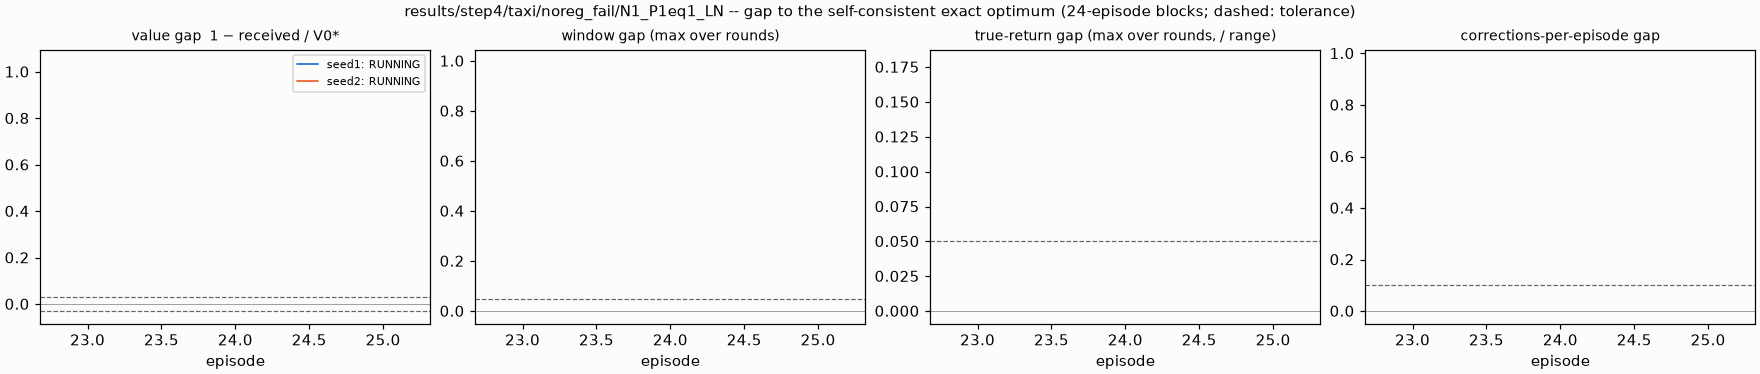 results/step4/taxi/noreg_fail/N1_P1eq1_LN -- gap to the self-consistent exact optimum (24-episode blocks; dashed: tolerance)
value gap 1 − received / V0*
1.0
0.8
0.6
0.4
0.2
0.0
seed1: RUNNING
seed2: RUNNING
23.0 23.5 24.0 24.5 25.0
episode
window gap (max over rounds)
1.0
0.8
0.6
0.4
0.2
0.0
23.0 23.5 24.0 24.5 25.0
episode
true-return gap (max over rounds, / range)
0.175
0.150
0.125
0.100
0.075
0.050
0.025
0.000
23.0 23.5 24.0 24.5 25.0
episode
corrections-per-episode gap
1.0
0.8
0.6
0.4
0.2
0.0
23.0 23.5 24.0 24.5 25.0
episode